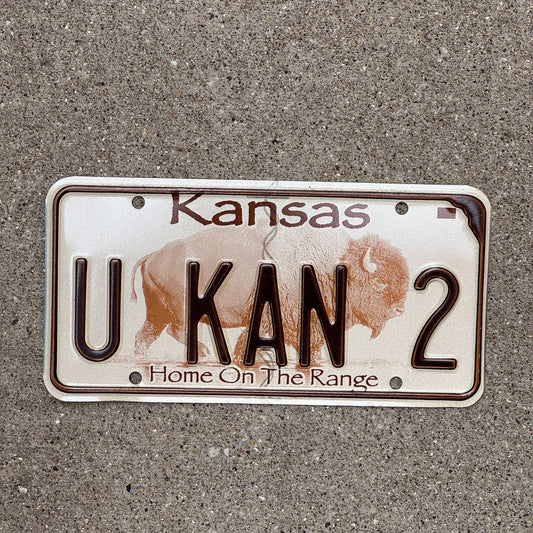 Kansas
U KAN 2
Home On The Range